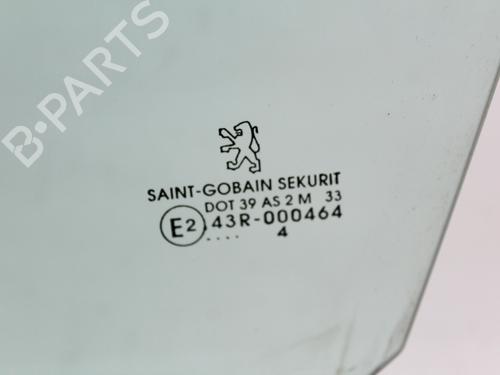 B-PARTS
SAINT-GOBAIN SEKURIT
DOT 39 AS 2 M 33
E2 43R-000464
.... 4